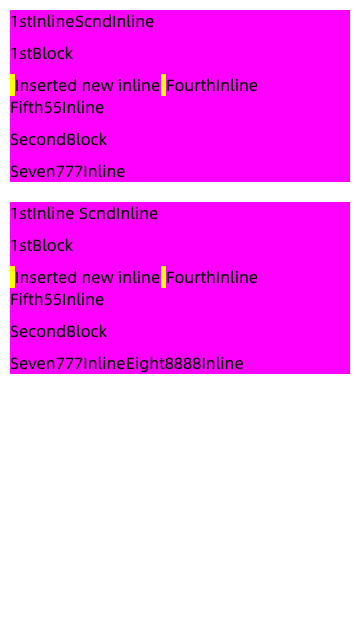 1stInlineScndInline
1stBlock
Inserted new inline FourthInline
Fifth55Inline
SecondBlock
Seven777Inline
1stInline ScndInline
1stBlock
Inserted new inline FourthInline
Fifth55Inline
SecondBlock
Seven777InlineEight8888Inline